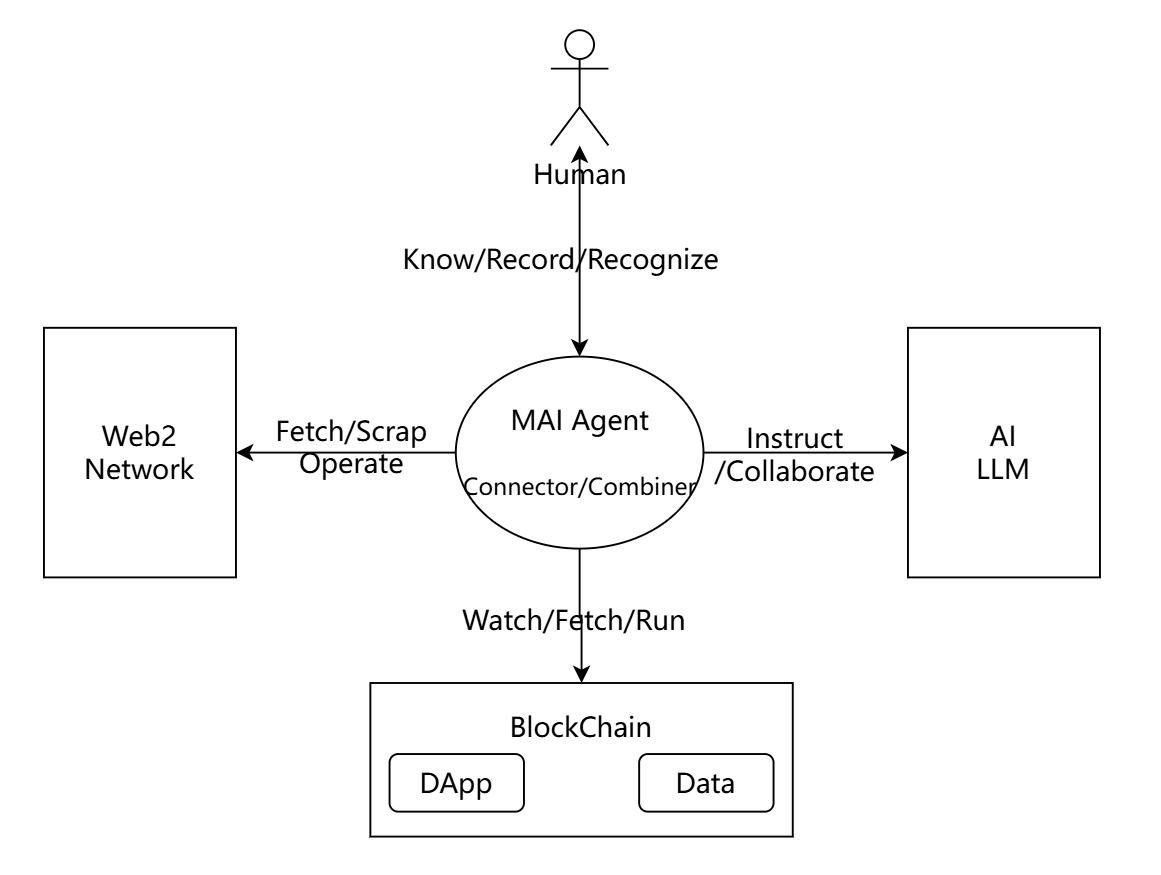 Human
Know/Record/Recognize
Web2
Network
Fetch/Scrap
Operate
MAI Agent
Connector/Combiner
Instruct
/Collaborate
AI
LLM
Watch/Fetch/Run
BlockChain
DApp
Data